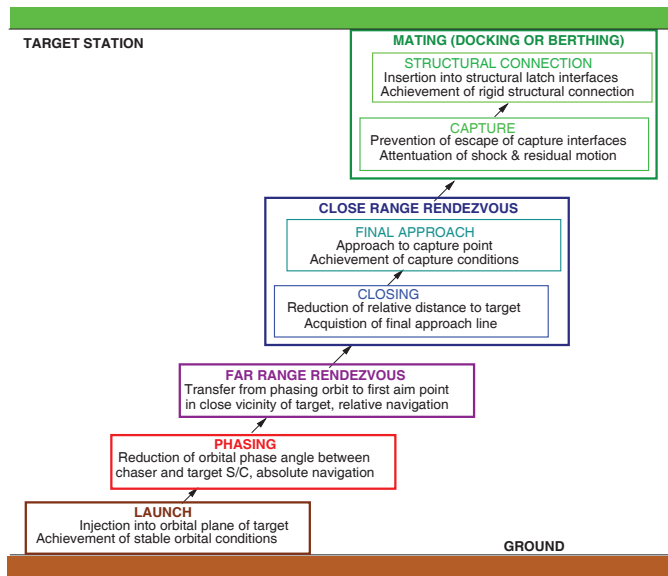 TARGET STATION
MATING (DOCKING OR BERTHING)
STRUCTURAL CONNECTION
Insertion into structural latch interfaces
Achievement of rigid structural connection
CAPTURE
Prevention of escape of capture interfaces
Attentuation of shock & residual motion
CLOSE RANGE RENDEZVOUS
FINAL APPROACH
Approach to capture point
Achievement of capture conditions
CLOSING
Reduction of relative distance to target
Acquistion of final approach line
FAR RANGE RENDEZVOUS
Transfer from phasing orbit to first aim point
in close vicinity of target, relative navigation
PHASING
Reduction of orbital phase angle between
chaser and target S/C, absolute navigation
LAUNCH
Injection into orbital plane of target
Achievement of stable orbital conditions
GROUND